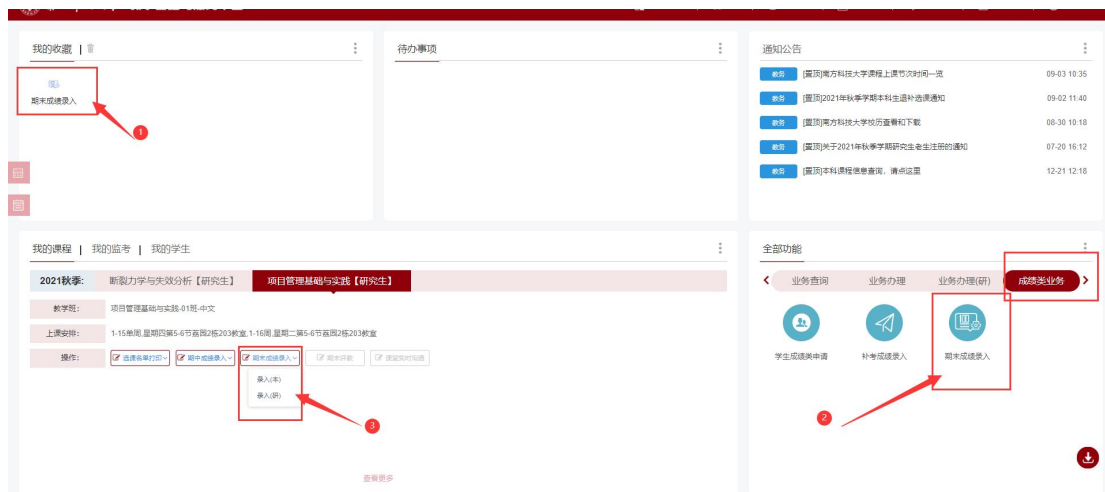 我的收藏 |
期末成绩录入
1
待办事项
通知公告
教务 [置顶]南方科技大学课程上课节次时间一览 09-03 10:35
教务 [置顶]2021年秋季学期本科生退补选课通知 09-02 11:40
教务 [置顶]南方科技大学校历查看和下载 08-30 10:18
教务 [置顶]关于2021年秋季学期研究生老生注册的通知 07-20 16:12
教务 [置顶]本科课程信息查询，请点这里 12-21 12:18
我的课程 | 我的监考 | 我的学生
2021秋季: 断裂力学与失效分析【研究生】 项目管理基础与实践【研究生】
教学班: 项目管理基础与实践-01班-中文
上课安排: 1-15单周,星期四第5-6节荔园2栋203教室,1-16周,星期二第5-6节荔园2栋203教室
操作: 选课名单打印 期中成绩录入 期末成绩录入 期末评教 课堂实时沟通
录入(本)
录入(研)
3
查看更多
全部功能
业务查询 业务办理 业务办理(研) 成绩类业务
学生成绩类申请 补考成绩录入 期末成绩录入
2